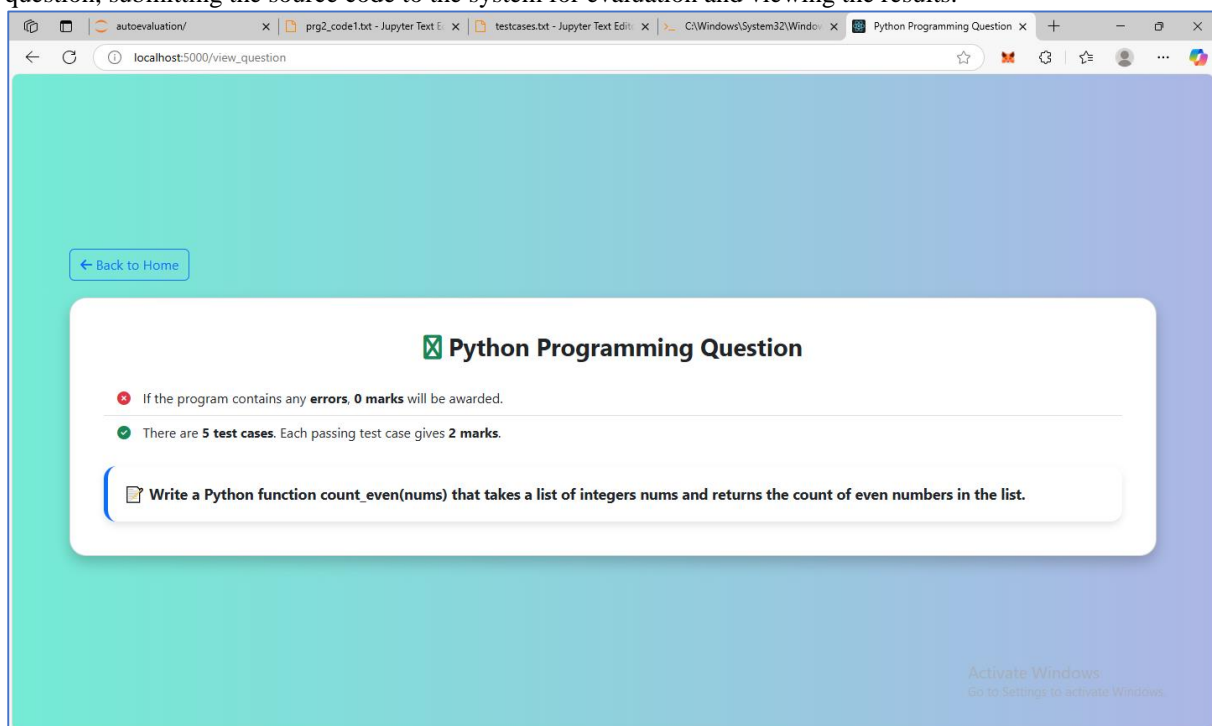 question, submitting the source code to the system for evaluation and viewing the results.
autoevaluation/
prg2_code1.txt - Jupyter Text E
testcases.txt - Jupyter Text Edit
C:\Windows\System32\Window
Python Programming Question
localhost:5000/view_question
← Back to Home
Python Programming Question
If the program contains any errors, 0 marks will be awarded.
There are 5 test cases. Each passing test case gives 2 marks.
Write a Python function count_even(nums) that takes a list of integers nums and returns the count of even numbers in the list.
Activate Windows
Go to Settings to activate Windows.